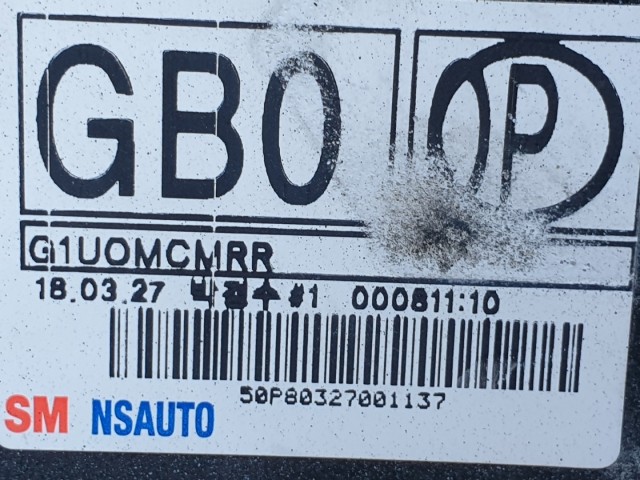 GB0 P
G1UOMCMRR
18.03.27 #1 000811:10
50P80327001137
SM NSAUTO